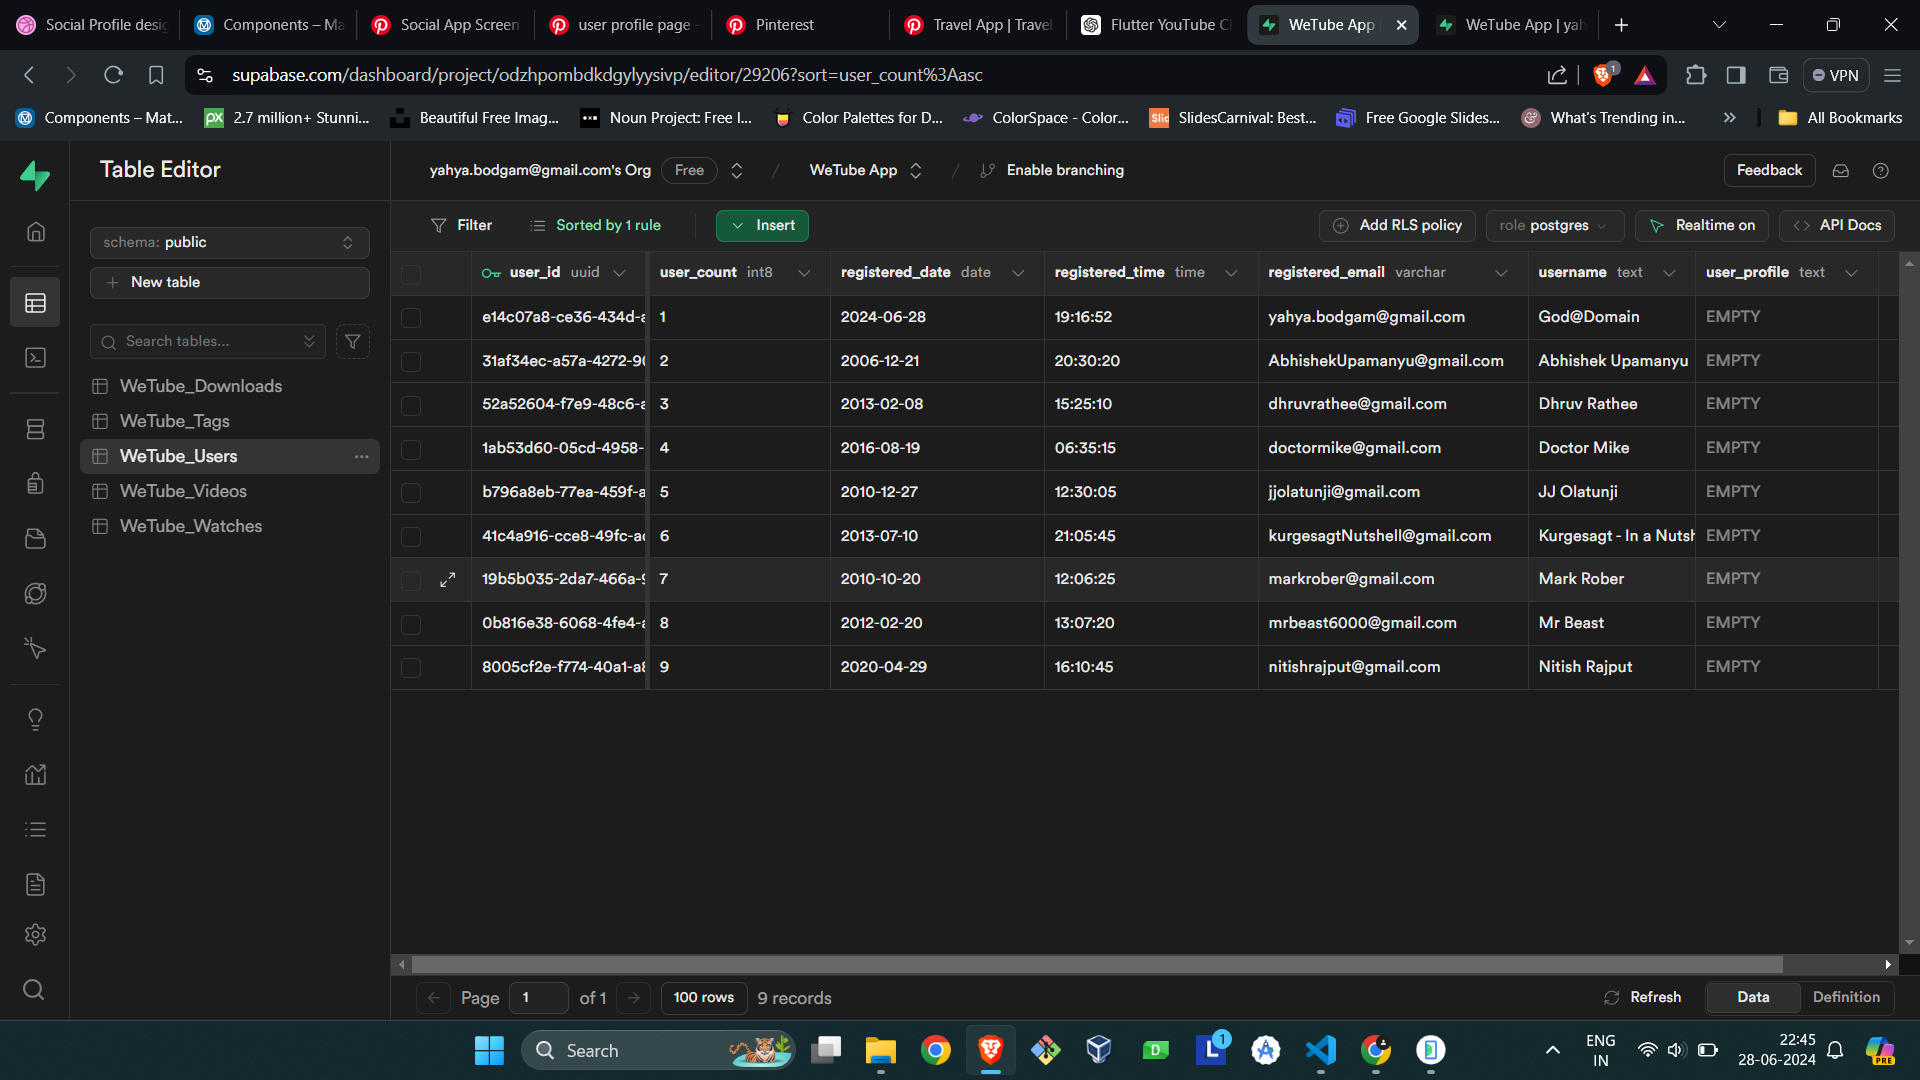 Social Profile desig
Components – Ma
Social App Screen
user profile page -
Pinterest
Travel App | Travel
Flutter YouTube C
WeTube App |
WeTube App | yah
supabase.com/dashboard/project/odzhpombdkdgylyysivp/editor/29206?sort=user_count%3Aasc
1
VPN
Components – Mat...
2.7 million+ Stunni...
Beautiful Free Imag...
Noun Project: Free I...
Color Palettes for D...
ColorSpace - Color...
SlidesCarnival: Best...
Free Google Slides...
What's Trending in...
All Bookmarks
Table Editor
yahya.bodgam@gmail.com's Org Free / WeTube App / Enable branching
Feedback
schema: public
New table
Search tables...
WeTube_Downloads
WeTube_Tags
WeTube_Users
WeTube_Videos
WeTube_Watches
Filter Sorted by 1 rule Insert
Add RLS policy role postgres Realtime on API Docs
user_id uuid user_count int8 registered_date date registered_time time registered_email varchar username text user_profile text
e14c07a8-ce36-434d-a 1 2024-06-28 19:16:52 yahya.bodgam@gmail.com God@Domain EMPTY
31af34ec-a57a-4272-90 2 2006-12-21 20:30:20 AbhishekUpamanyu@gmail.com Abhishek Upamanyu EMPTY
52a52604-f7e9-48c6-a 3 2013-02-08 15:25:10 dhruvrathee@gmail.com Dhruv Rathee EMPTY
1ab53d60-05cd-4958- 4 2016-08-19 06:35:15 doctormike@gmail.com Doctor Mike EMPTY
b796a8eb-77ea-459f-a 5 2010-12-27 12:30:05 jjolatunji@gmail.com JJ Olatunji EMPTY
41c4a916-cce8-49fc-ac 6 2013-07-10 21:05:45 kurgesagtNutshell@gmail.com Kurgesagt - In a Nutsh EMPTY
19b5b035-2da7-466a-9 7 2010-10-20 12:06:25 markrober@gmail.com Mark Rober EMPTY
0b816e38-6068-4fe4-a 8 2012-02-20 13:07:20 mrbeast6000@gmail.com Mr Beast EMPTY
8005cf2e-f774-40a1-a8 9 2020-04-29 16:10:45 nitishrajput@gmail.com Nitish Rajput EMPTY
Page 1 of 1 100 rows 9 records
Refresh Data Definition
Search
D
L
1
ENG
IN
22:45
28-06-2024
PRE